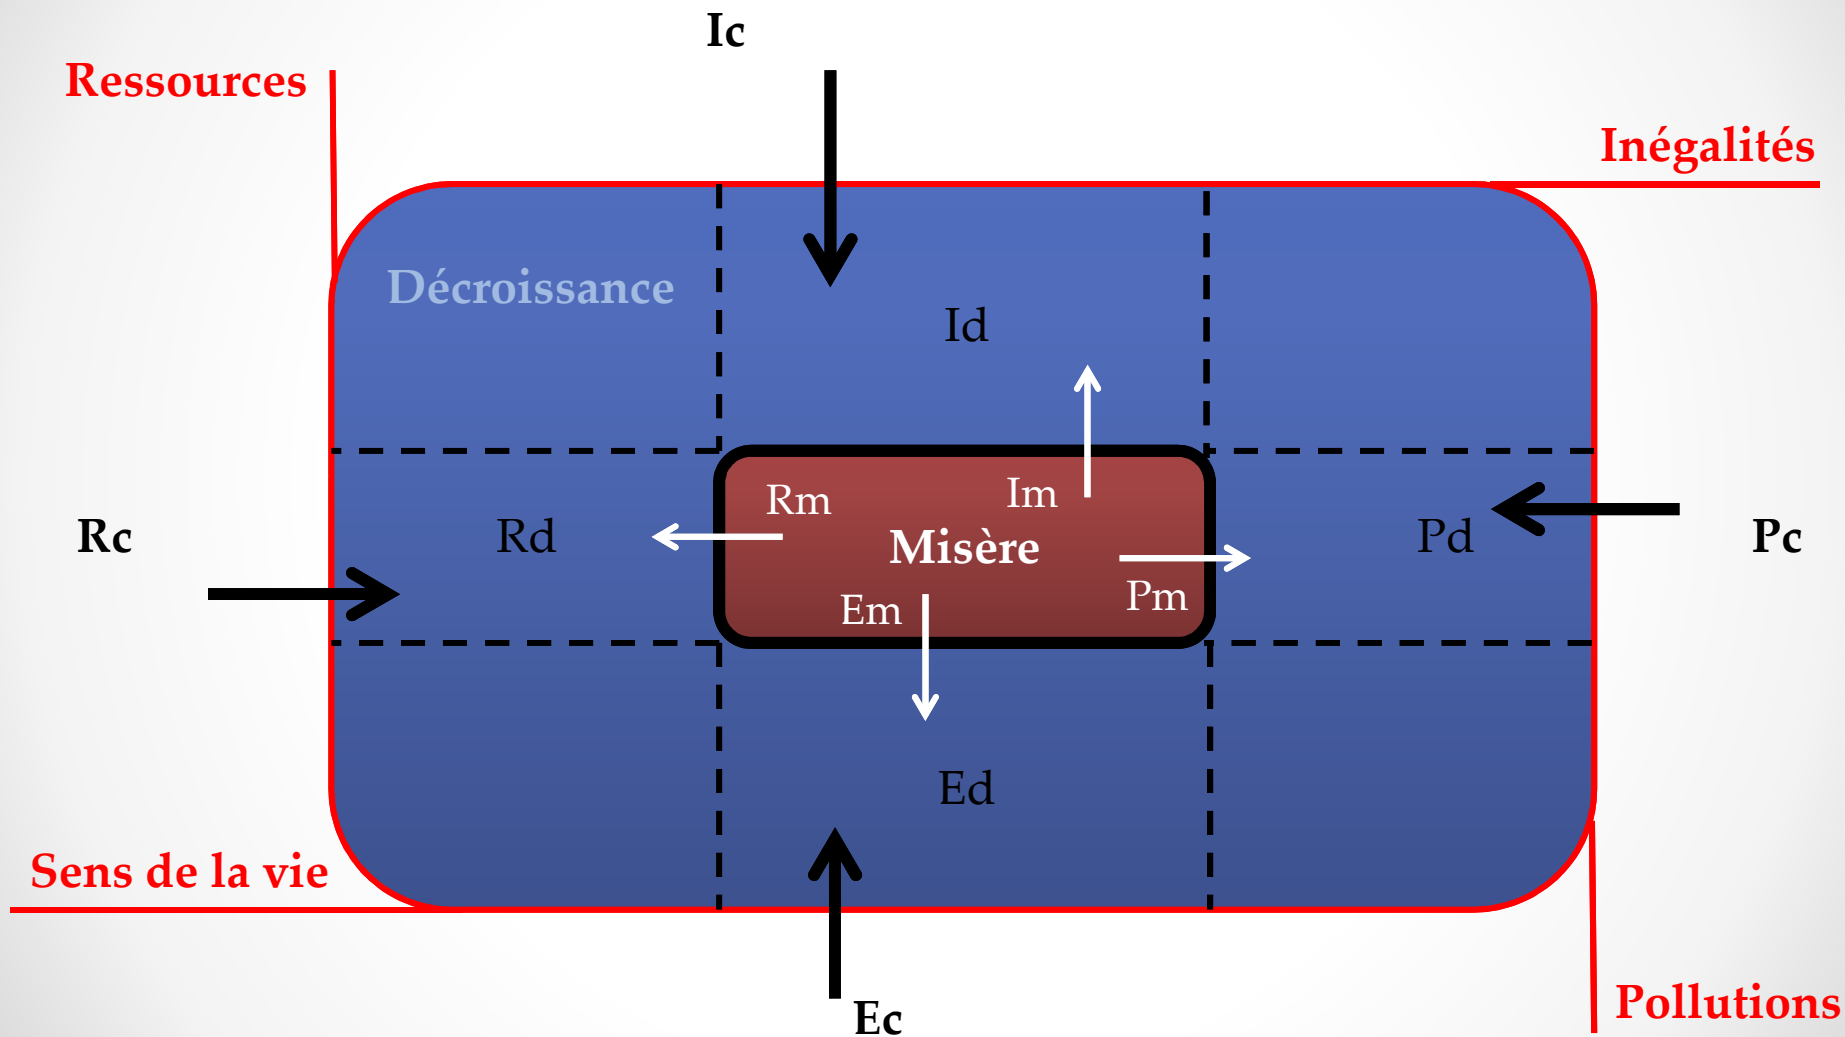 Ic
Ressources
Inégalités
Décroissance
Id
Rm
Im
Rc
Rd
Misère
Pd
Pc
Em
Pm
Ed
Sens de la vie
Pollutions
Ec